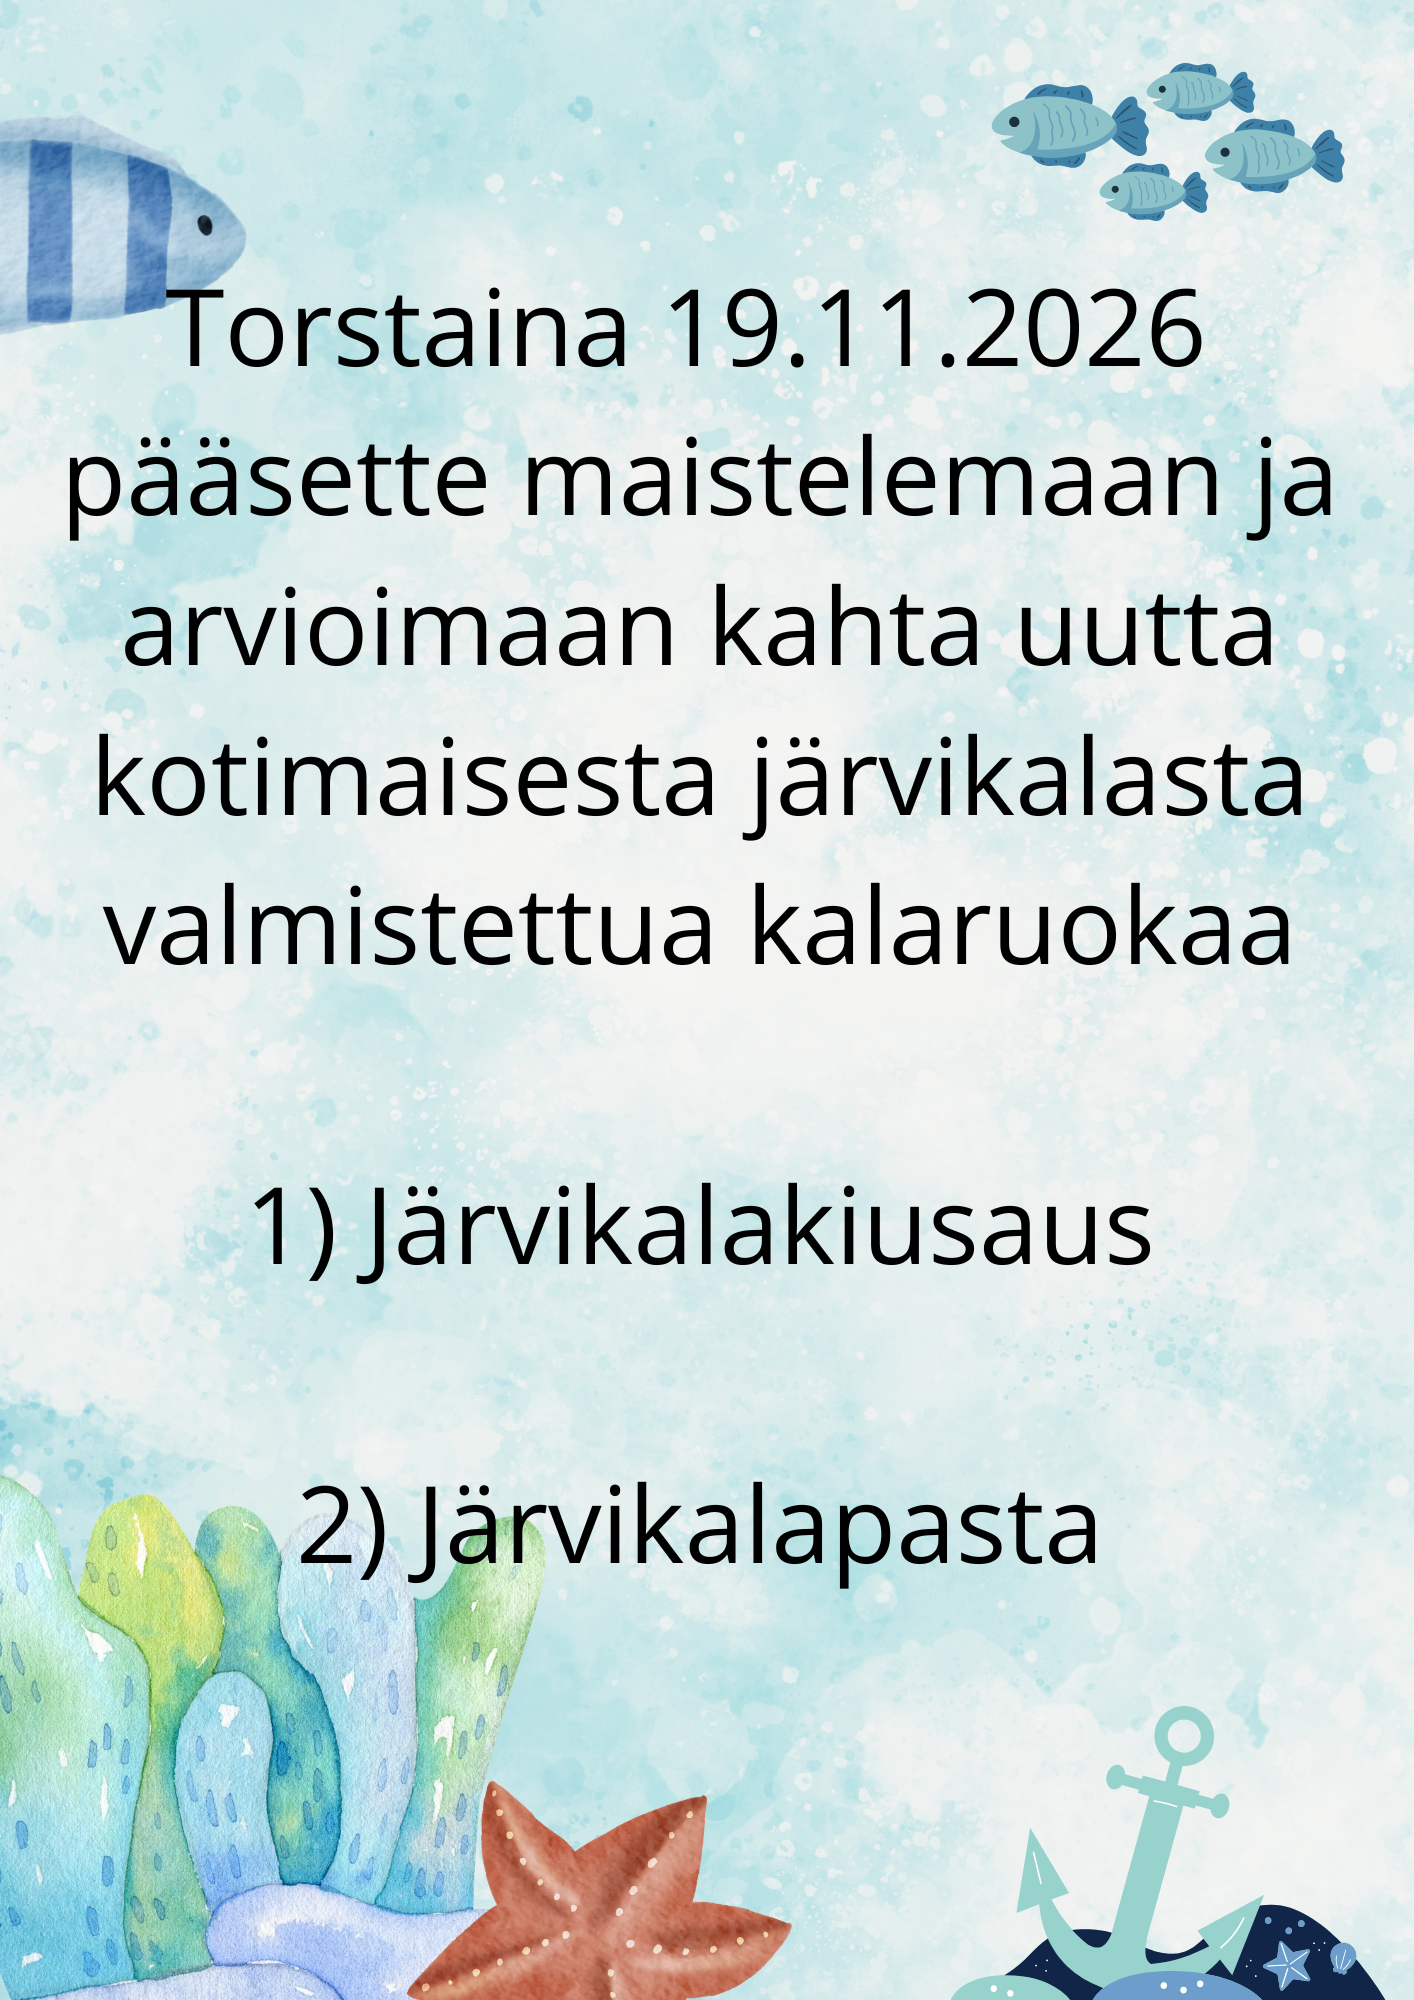 Torstaina 19.11.2026
pääsette maistelemaan ja
arvioimaan kahta uutta
kotimaisesta järvikalasta
valmistettua kalaruokaa
1) Järvikalakiusaus
2) Järvikalapasta